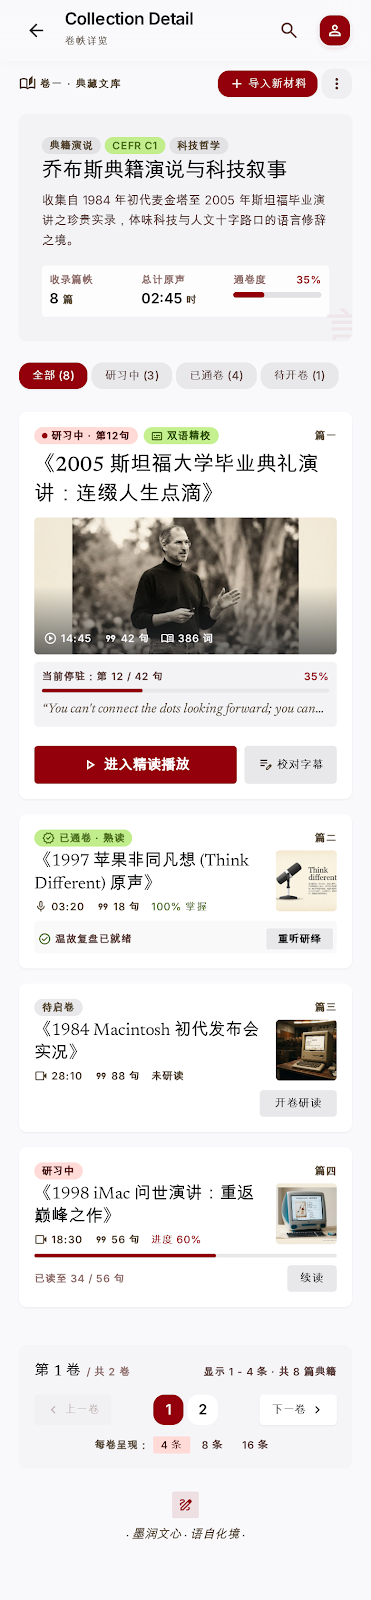 Collection Detail
卷帙详览
卷一 · 典藏文库
导入新材料
典籍演说 CEFR C1 科技哲学
乔布斯典籍演说与科技叙事
收集自 1984 年初代麦金塔至 2005 年斯坦福毕业演
讲之珍贵实录，体味科技与人文十字路口的语言修辞
之境。
收录篇帙 总计原声 通卷度 35%
8 篇 02:45 时
全部 (8) 研习中 (3) 已通卷 (4) 待开卷 (1)
研习中 · 第12句 双语精校 篇一
《2005 斯坦福大学毕业典礼演
讲：连缀人生点滴》
14:45 42 句 386 词
当前停驻：第 12 / 42 句 35%
“You can't connect the dots looking forward; you can...
进入精读播放 校对字幕
已通卷 · 熟读 篇二
《1997 苹果非同凡想 (Think
Different) 原声》
Think
different
03:20 99 18 句 100% 掌握
温故复盘已就绪 重听研绎
待启卷 篇三
《1984 Macintosh 初代发布会
实况》
28:10 88 句 未研读
开卷研读
研习中 篇四
《1998 iMac 问世演讲：重返
巅峰之作》
18:30 56 句 进度 60%
已读至 34 / 56 句 续读
第 1 卷 / 共 2 卷 显示 1 - 4 条 · 共 8 篇典籍
上一卷 1 2 下一卷
每卷呈现： 4 条 8 条 16 条
· 墨润文心 · 语自化境 ·